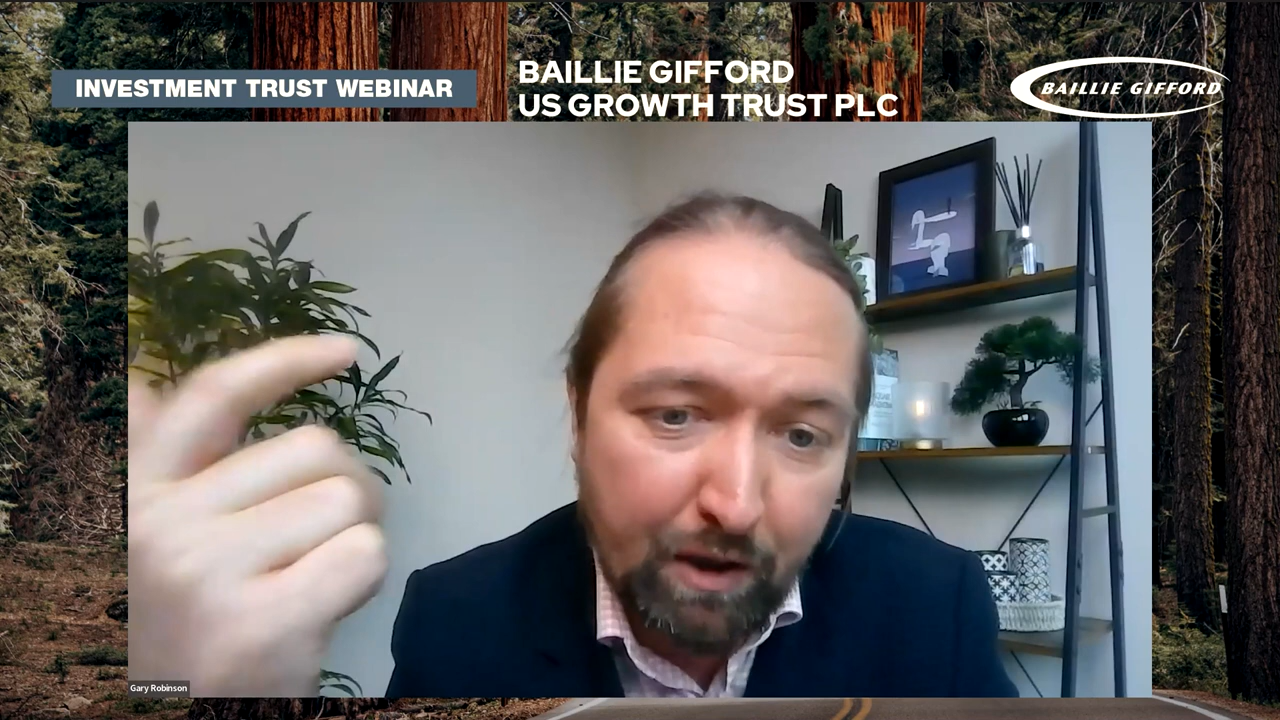 INVESTMENT TRUST WEBINAR
BAILLIE GIFFORD
US GROWTH TRUST PLC
BAILLIE GIFFORD
Gary Robinson